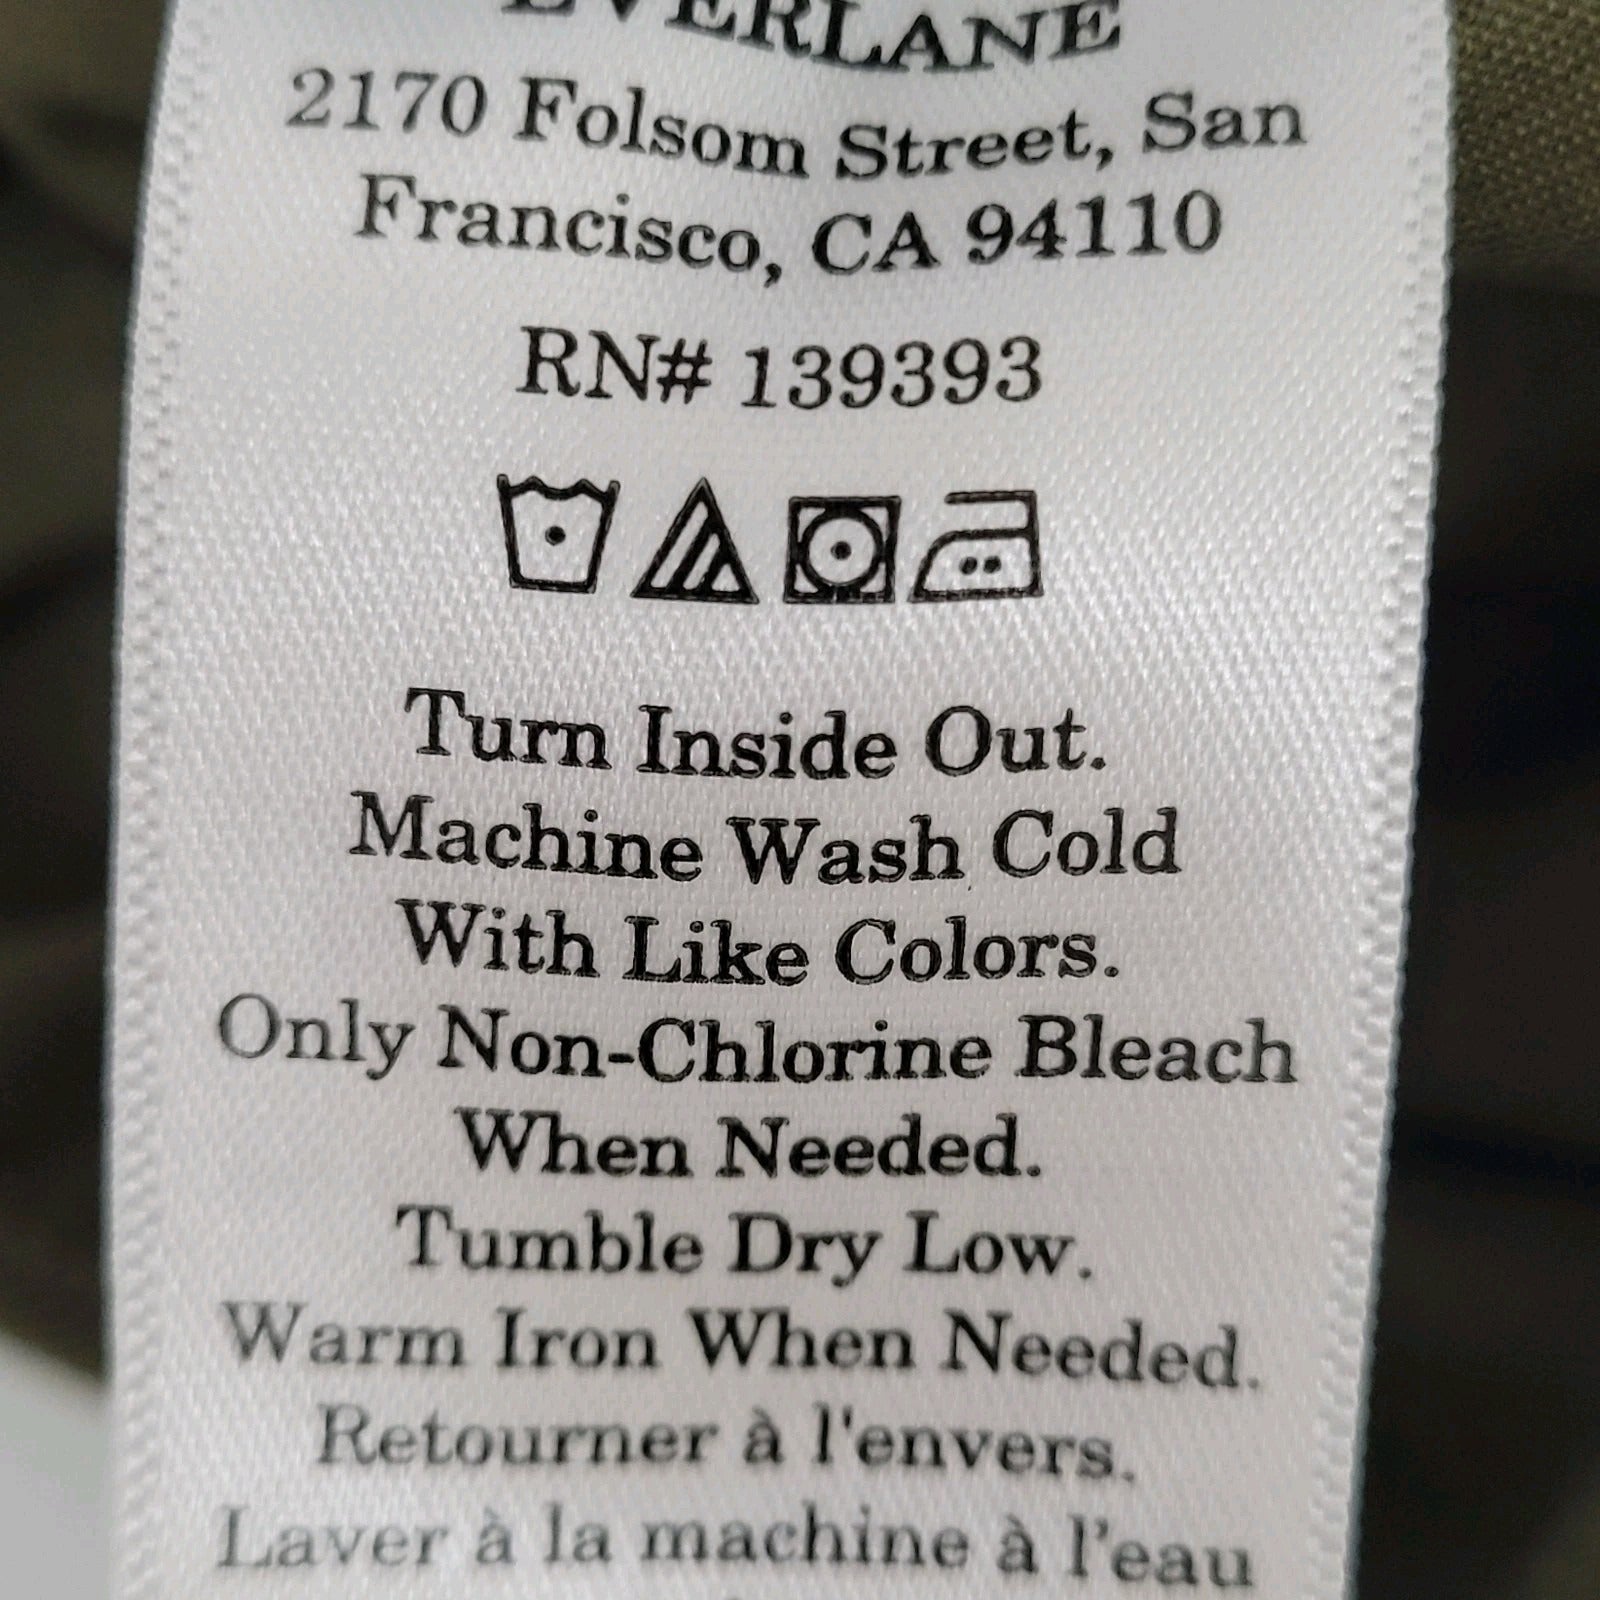 EVERLANE
2170 Folsom Street, San
Francisco, CA 94110
RN# 139393
Turn Inside Out.
Machine Wash Cold
With Like Colors.
Only Non-Chlorine Bleach
When Needed.
Tumble Dry Low.
Warm Iron When Needed.
Retourner à l'envers.
Laver à la machine à l'eau